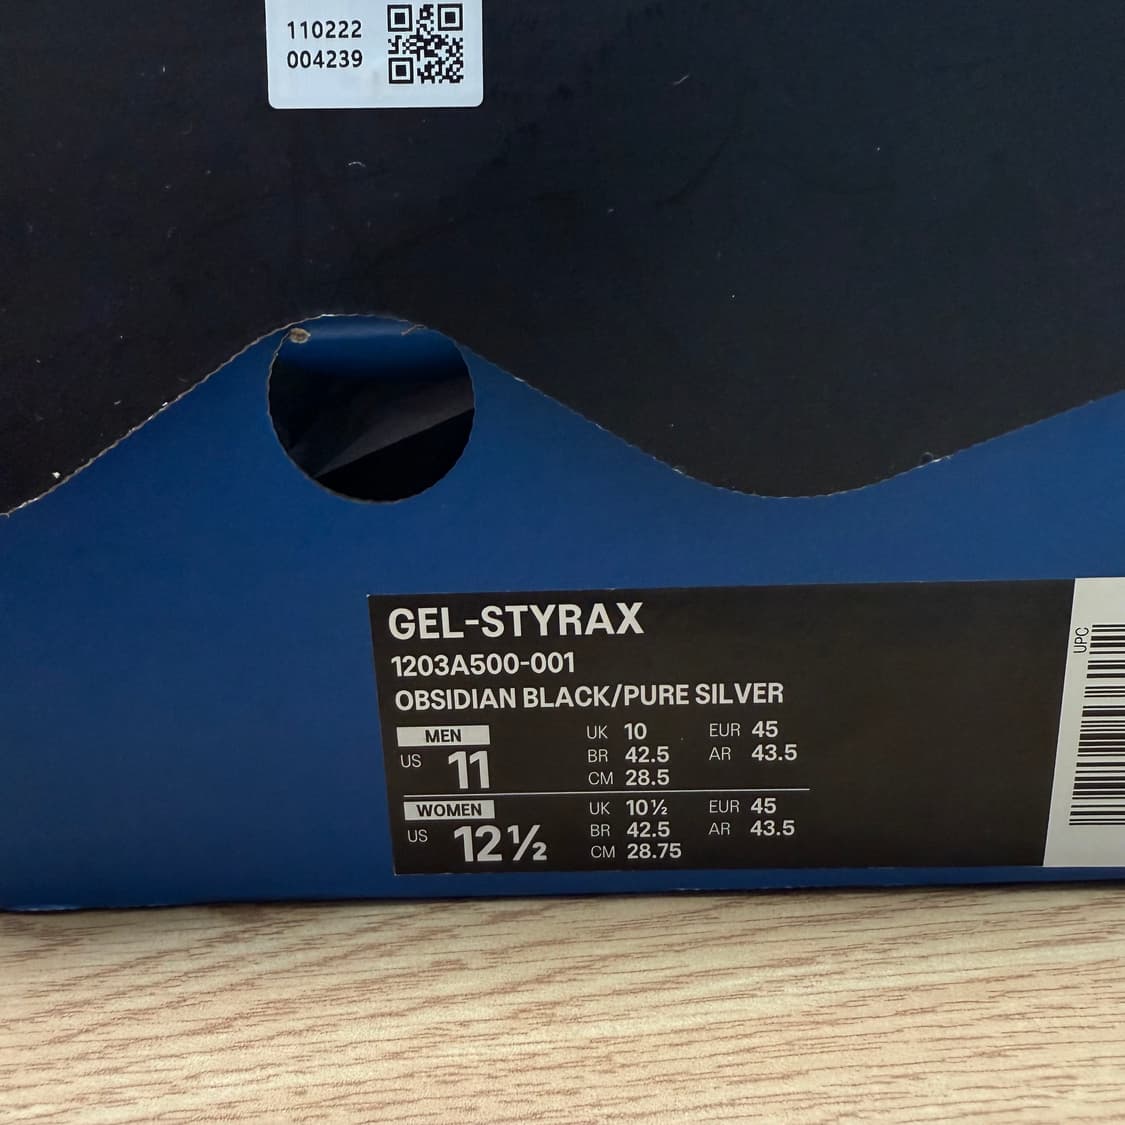 110222
004239
GEL-STYRAX
1203A500-001
OBSIDIAN BLACK/PURE SILVER
MEN
US 11
UK 10 EUR 45
BR 42.5 AR 43.5
CM 28.5
WOMEN
US 12½
UK 10½ EUR 45
BR 42.5 AR 43.5
CM 28.75
UPC